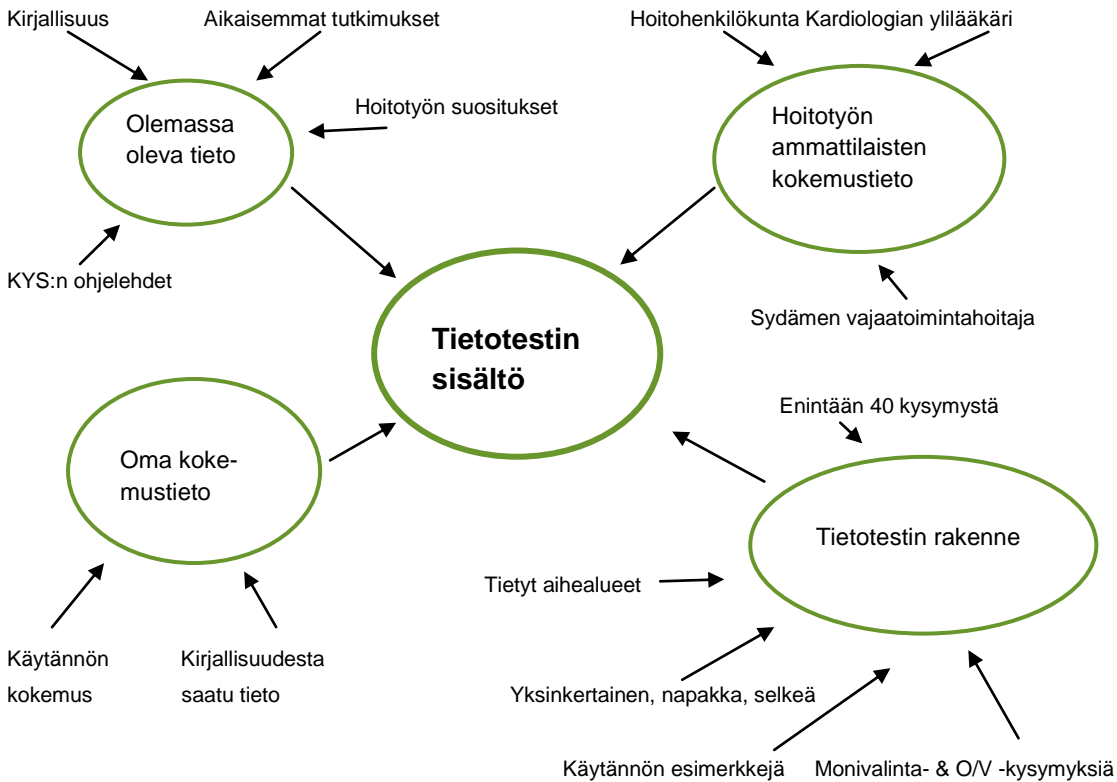 Kirjallisuus
Aikaisemmat tutkimukset
Hoitohenkilökunta Kardiologian ylilääkäri
Olemassa
oleva tieto
Hoitotyön suositukset
Hoitotyön
ammattilaisten
kokemustieto
KYS:n ohjelehdet
Sydämen vajaatoimintahoitaja
Tietotestin
sisältö
Enintään 40 kysymystä
Oma koke-
mustieto
Tietotestin rakenne
Tietyt aihealueet
Käytännön
kokemus
Kirjallisuudesta
saatu tieto
Yksinkertainen, napakka, selkeä
Käytännön esimerkkejä
Monivalinta- & O/V -kysymyksiä